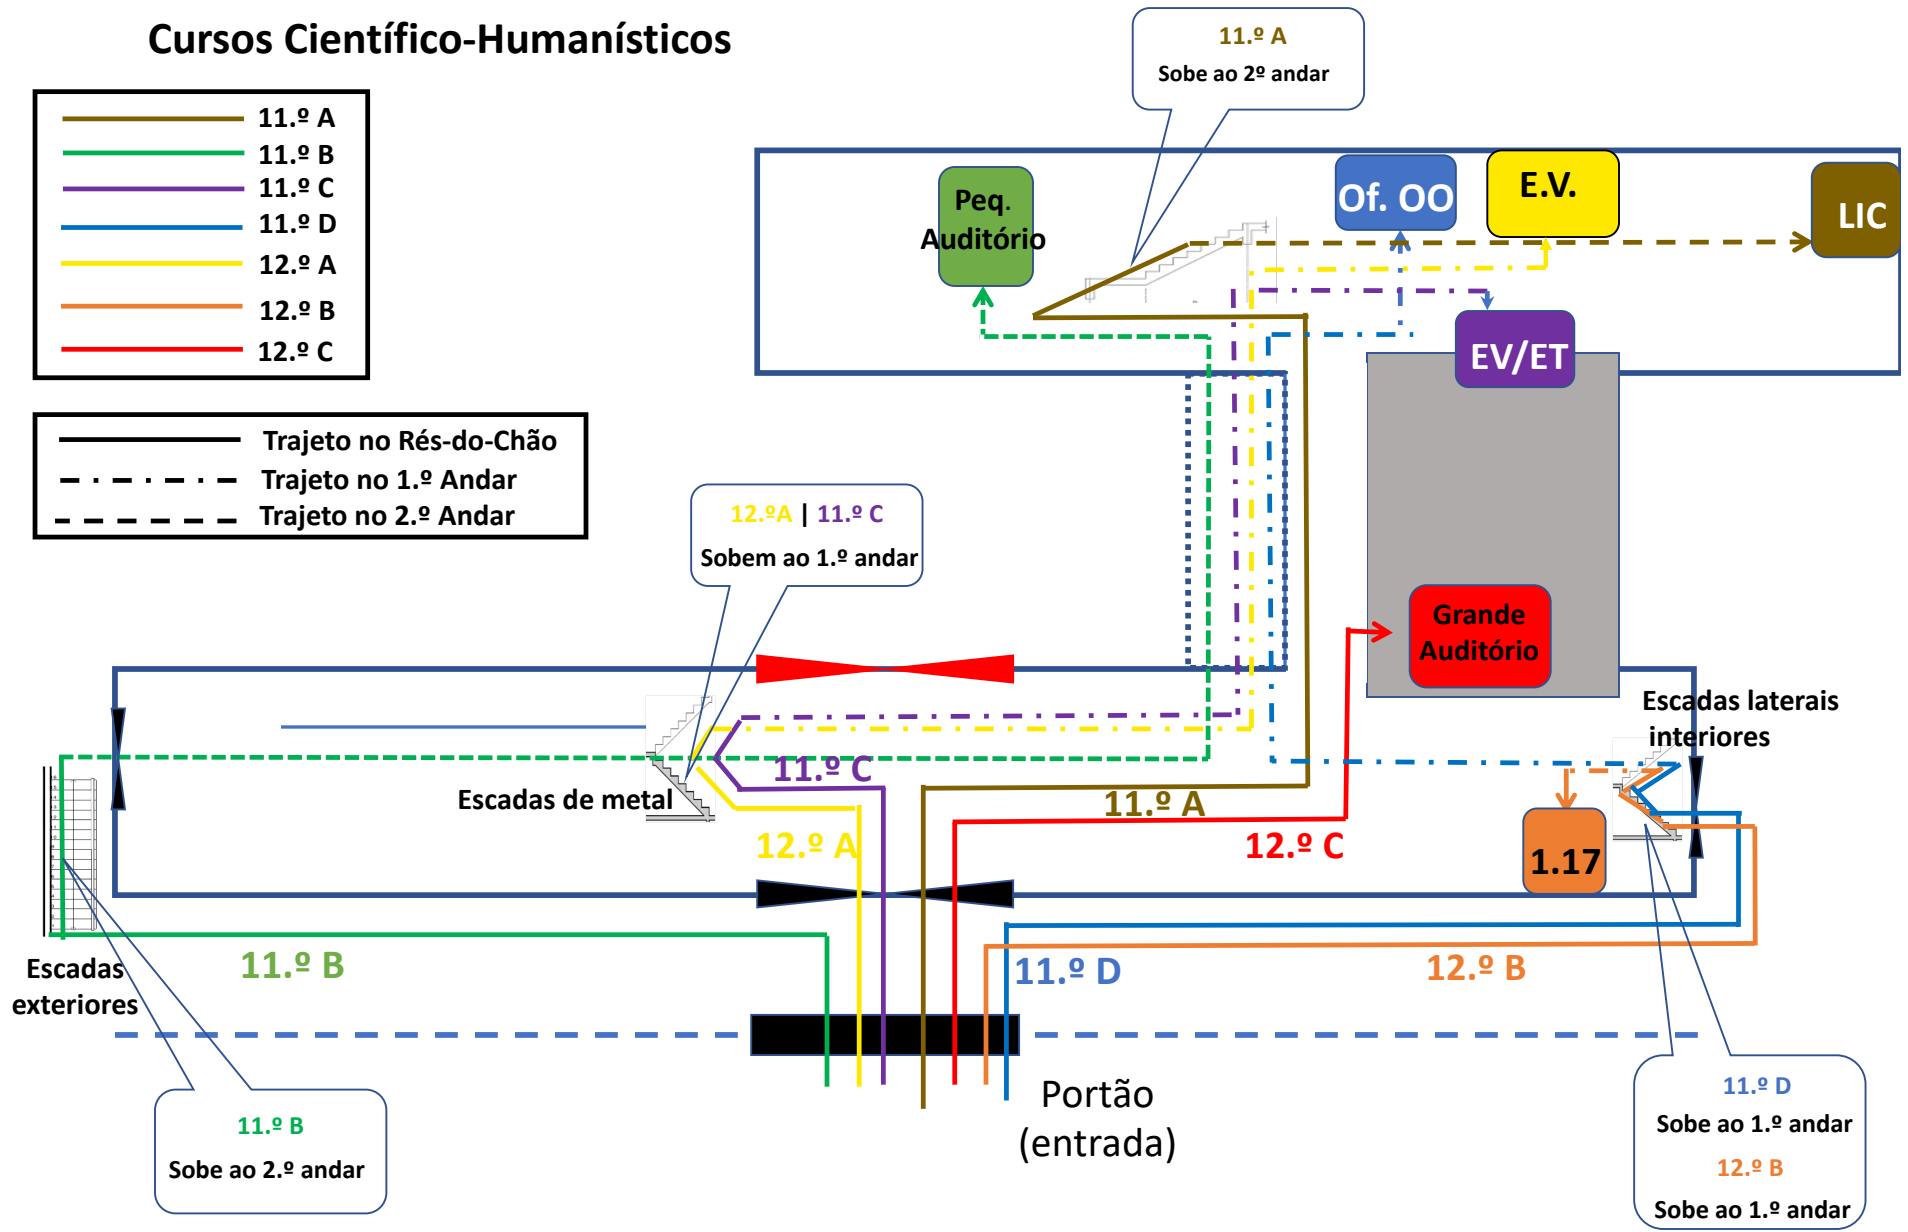 Cursos Científico-Humanísticos
11.º A
11.º B
11.º C
11.º D
12.º A
12.º B
12.º C
Trajeto no Rés-do-Chão
Trajeto no 1.º Andar
Trajeto no 2.º Andar
11.º A
Sobe ao 2º andar
Peq.
Auditório
Of. OO
E.V.
LIC
EV/ET
12.ºA | 11.º C
Sobem ao 1.º andar
Grande
Auditório
Escadas laterais
interiores
Escadas de metal
11.º C
11.º A
12.º A
12.º C
1.17
Escadas
exteriores
11.º B
11.º D
12.º B
Portão
(entrada)
11.º B
Sobe ao 2.º andar
11.º D
Sobe ao 1.º andar
12.º B
Sobe ao 1.º andar